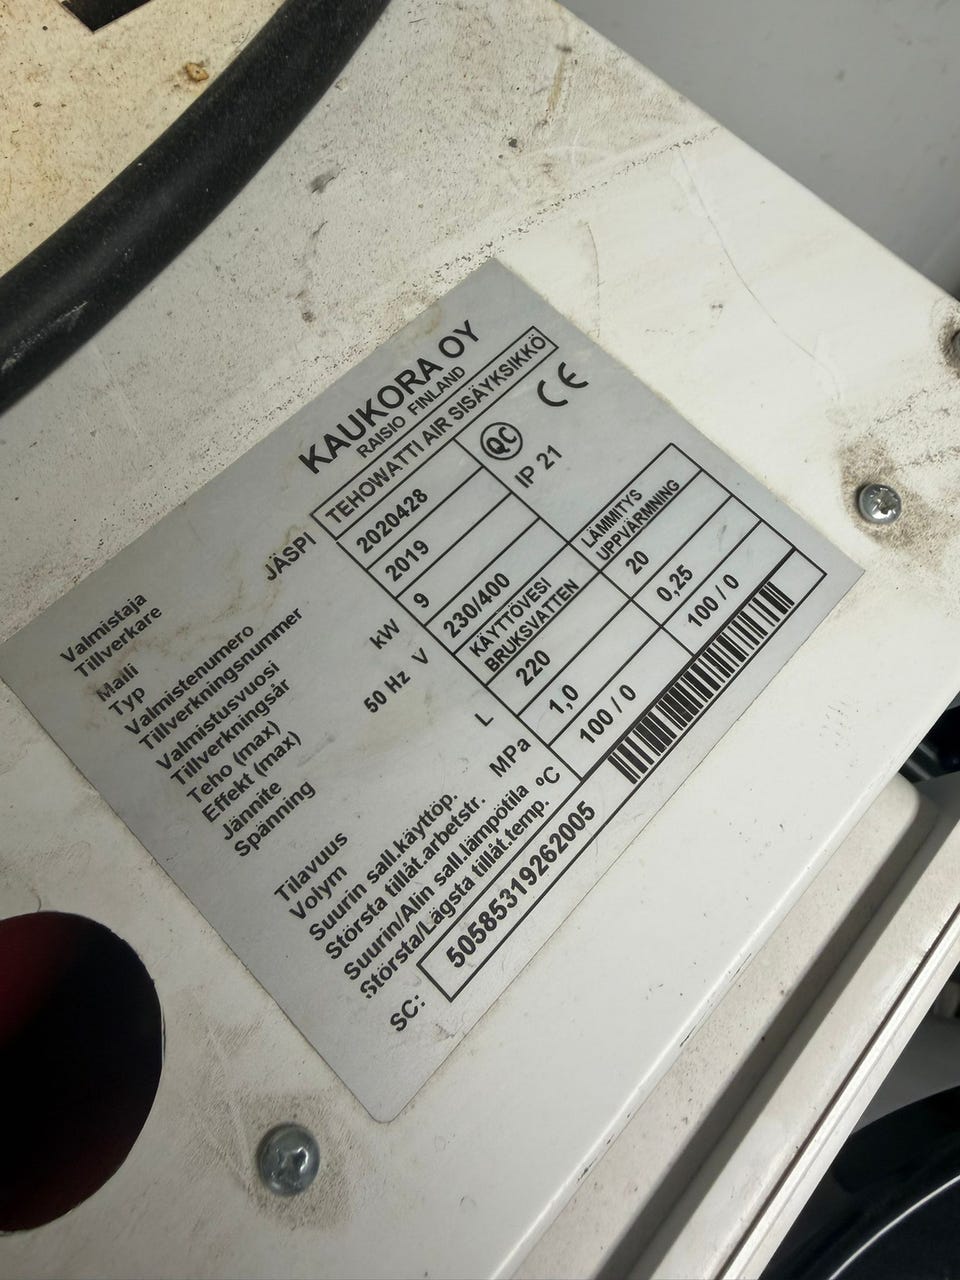 KAUKORA OY
RAISIO FINLAND
Valmistaja
Tillverkare
Malli
Typ
JÄSPI TEHOWATTI AIR SISÄYKSIKKÖ
Valmistenumero
Tillverkningsnummer
2020428
QC
CE
Valmistusvuosi
Tillverkningsår
2019
IP 21
Teho (max)
Effekt (max)
kW 9
Jännite
Spänning
50 Hz V 230/400
KÄYTTÖVESI
BRUKSVATTEN
LÄMMITYS
UPPVÄRMNING
Tilavuus
Volym
L 220 20
Suurin sall.käyttöp.
Största tillåt.arbetstr.
MPa 1,0 0,25
Suurin/Alin sall.lämpötila
Största/Lägsta tillåt.temp.
ºC 100 / 0 100 / 0
SC: 5058531926​2005